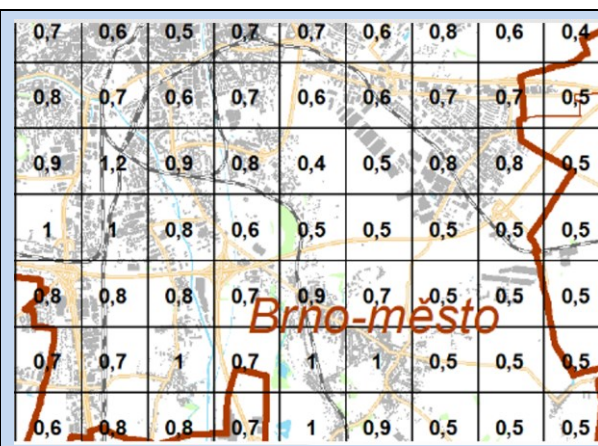 0,7 0,6 0,5 0,7 0,7 0,6 0,8 0,6 0,4
0,8 0,7 0,6 0,7 0,6 0,6 0,7 0,7 0,5
0,9 1,2 0,9 0,8 0,4 0,5 0,8 0,8 0,5
1 1 0,8 0,6 0,5 0,5 0,5 0,5 0,5
0,8 0,8 0,8 0,7 0,9 0,7 0,5 0,5 0,5
Brno-město
0,7 0,7 1 0,7 1 1 0,5 0,5 0,5
0,6 0,8 0,8 0,7 1 0,9 0,5 0,5 0,5